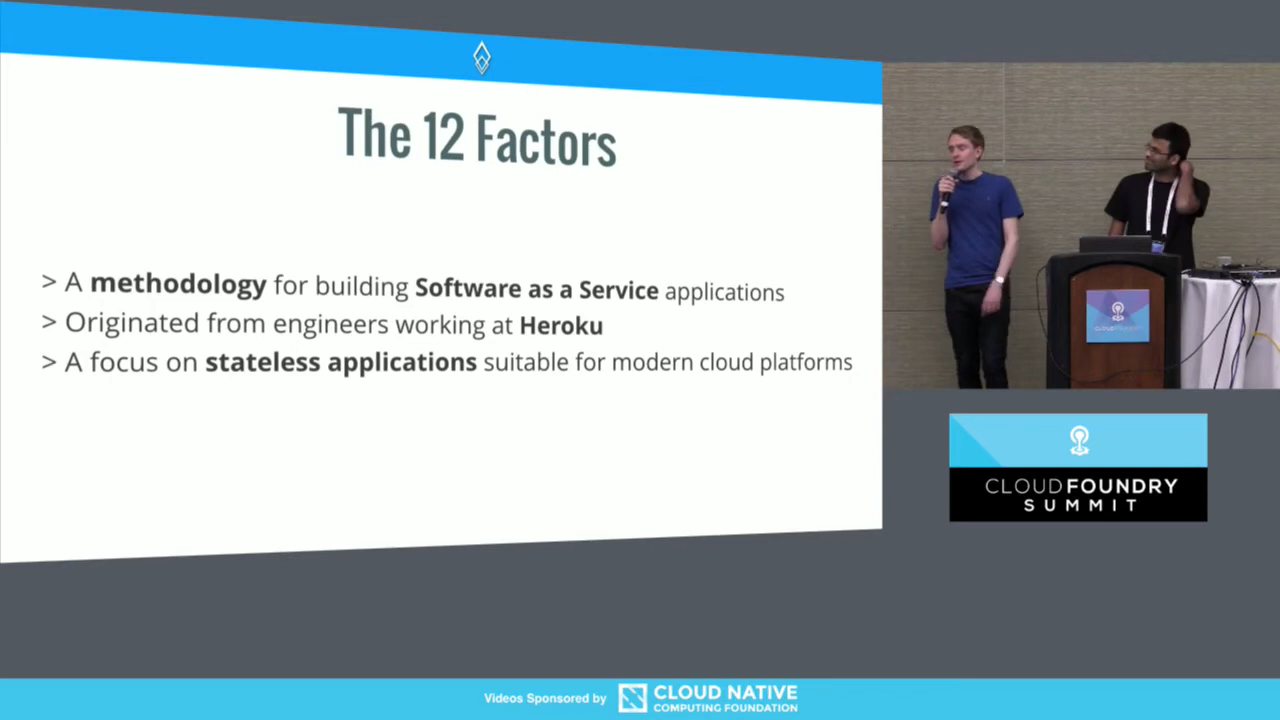 The 12 Factors
> A methodology for building Software as a Service applications
> Originated from engineers working at Heroku
> A focus on stateless applications suitable for modern cloud platforms
CLOUD FOUNDRY
CLOUDFOUNDRY
SUMMIT
Videos Sponsored by
CLOUD NATIVE
COMPUTING FOUNDATION